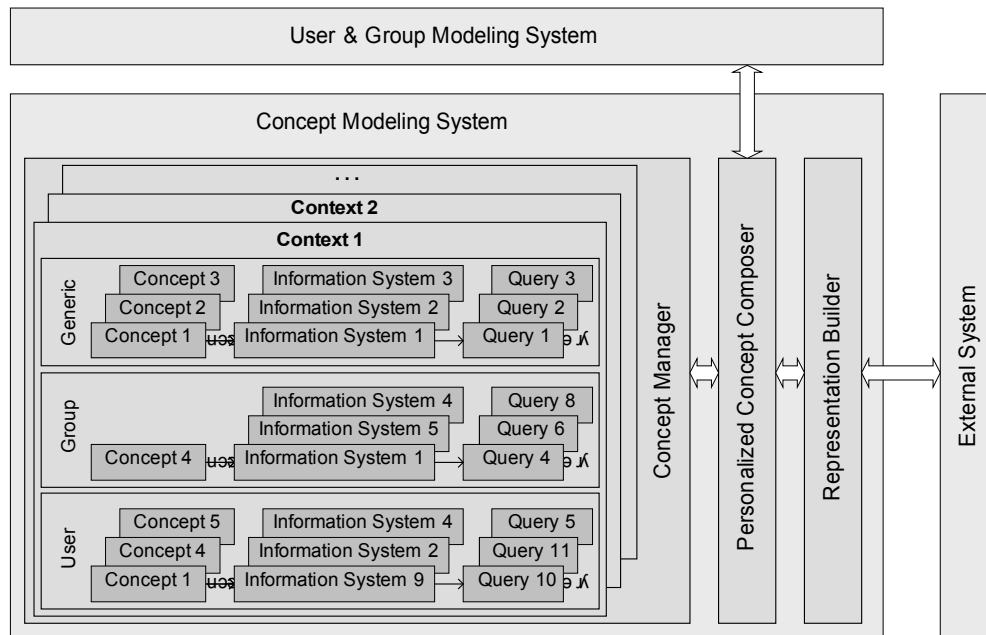 User & Group Modeling System
Concept Modeling System
. . .
Context 2
Context 1
Generic
Concept 3
Information System 3
Query 3
Concept 2
Information System 2
Query 2
Concept 1
Information System 1
Query 1
Group
Information System 4
Query 8
Information System 5
Query 6
Concept 4
Information System 1
Query 4
User
Concept 5
Information System 4
Query 5
Concept 4
Information System 2
Query 11
Concept 1
Information System 9
Query 10
Concept Manager
Personalized Concept Composer
Representation Builder
External System